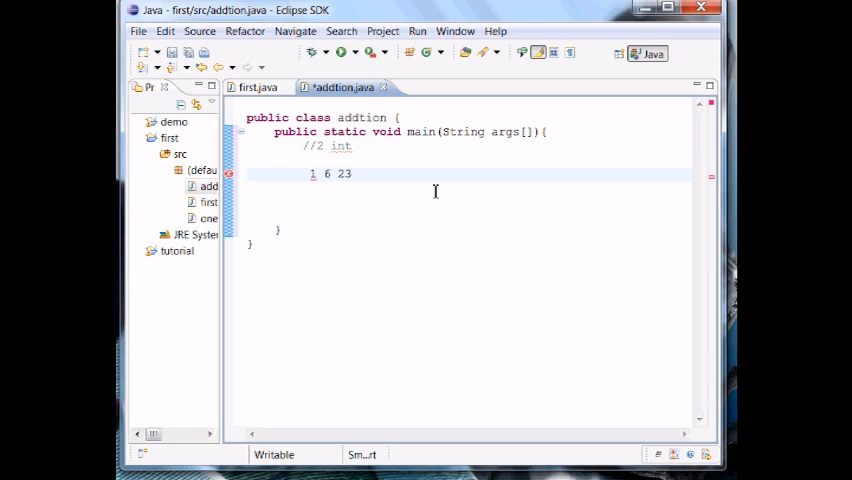 Java - first/src/addtion.java - Eclipse SDK
File Edit Source Refactor Navigate Search Project Run Window Help
Java
Pr
first.java
*addtion.java
demo
first
src
(defau
add
first
one
JRE Syster
tutorial
public class addtion {
public static void main(String args[]){
//2 int
1 6 23
}
}
Writable
Sm...rt